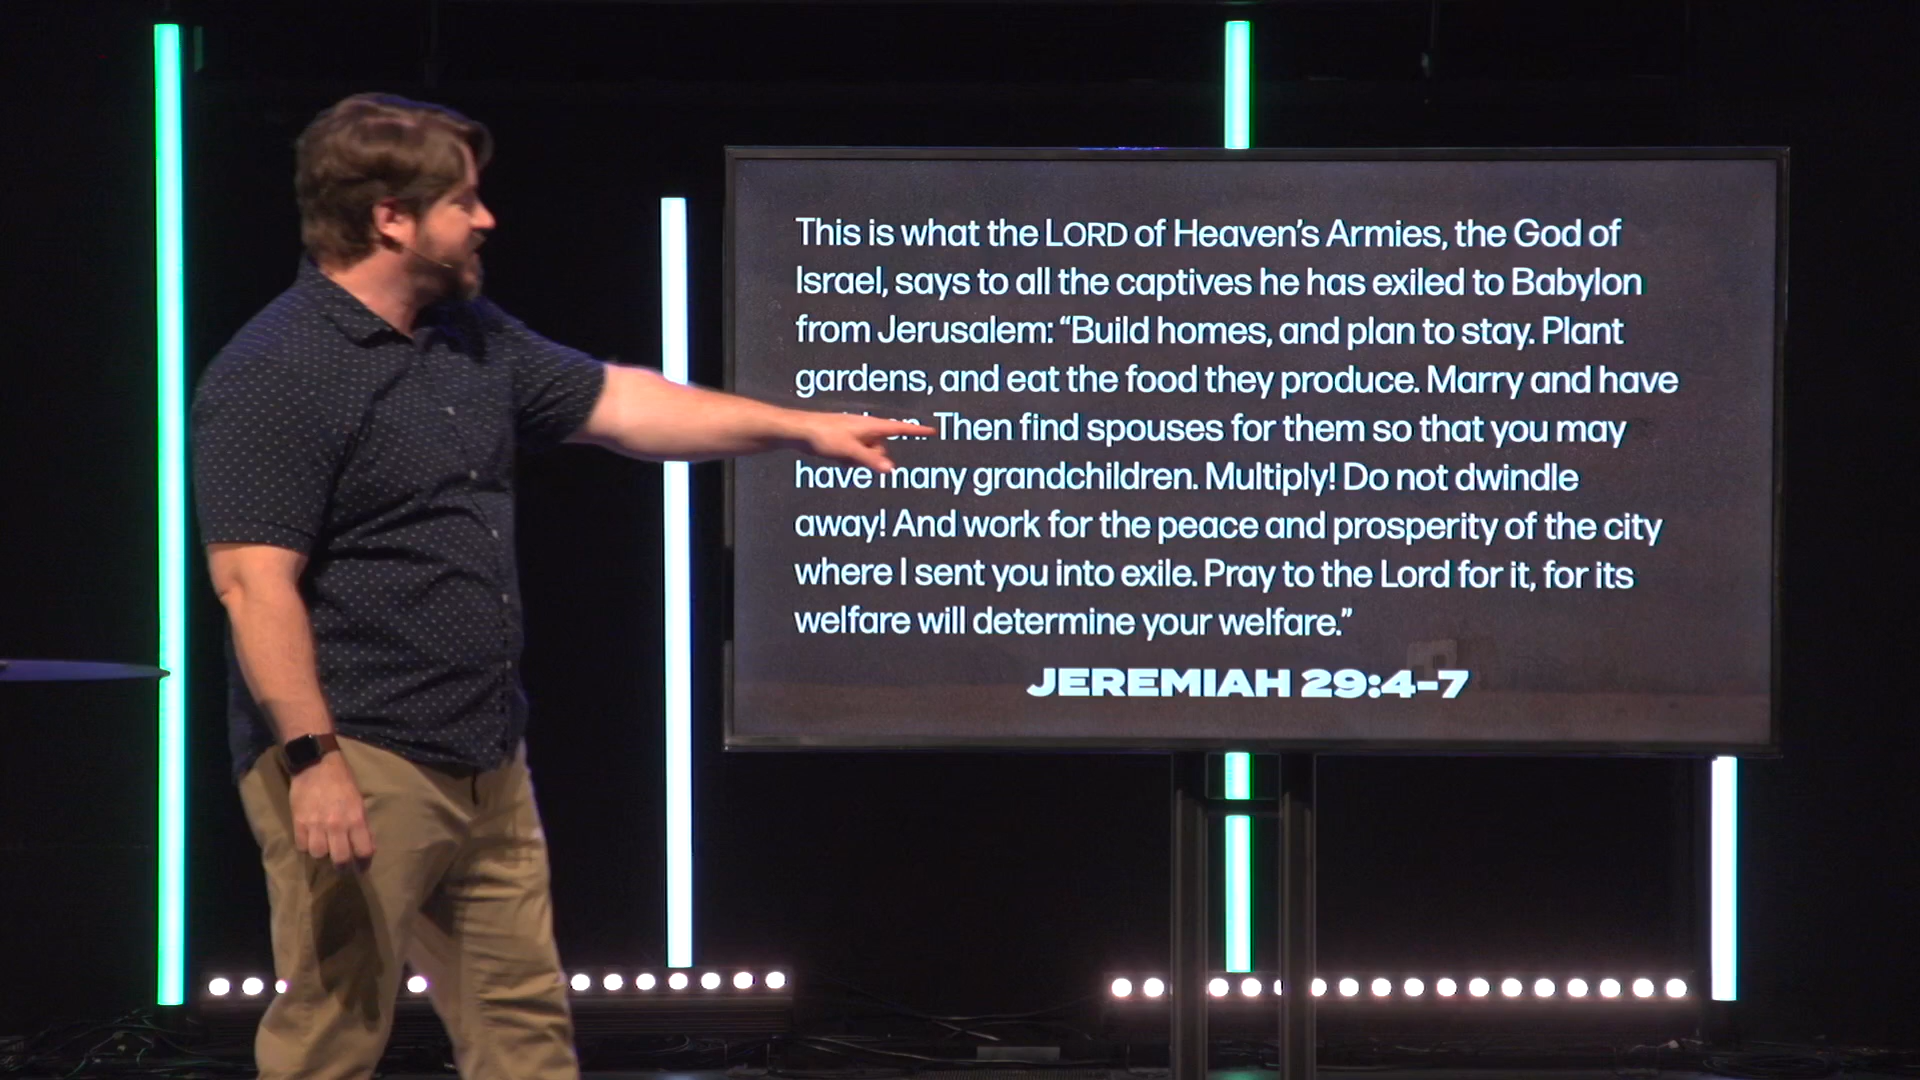 This is what the LORD of Heaven's Armies, the God of
Israel, says to all the captives he has exiled to Babylon
from Jerusalem: “Build homes, and plan to stay. Plant
gardens, and eat the food they produce. Marry and have
Then find spouses for them so that you may
have many grandchildren. Multiply! Do not dwindle
away! And work for the peace and prosperity of the city
where I sent you into exile. Pray to the Lord for it, for its
welfare will determine your welfare.”
JEREMIAH 29:4–7